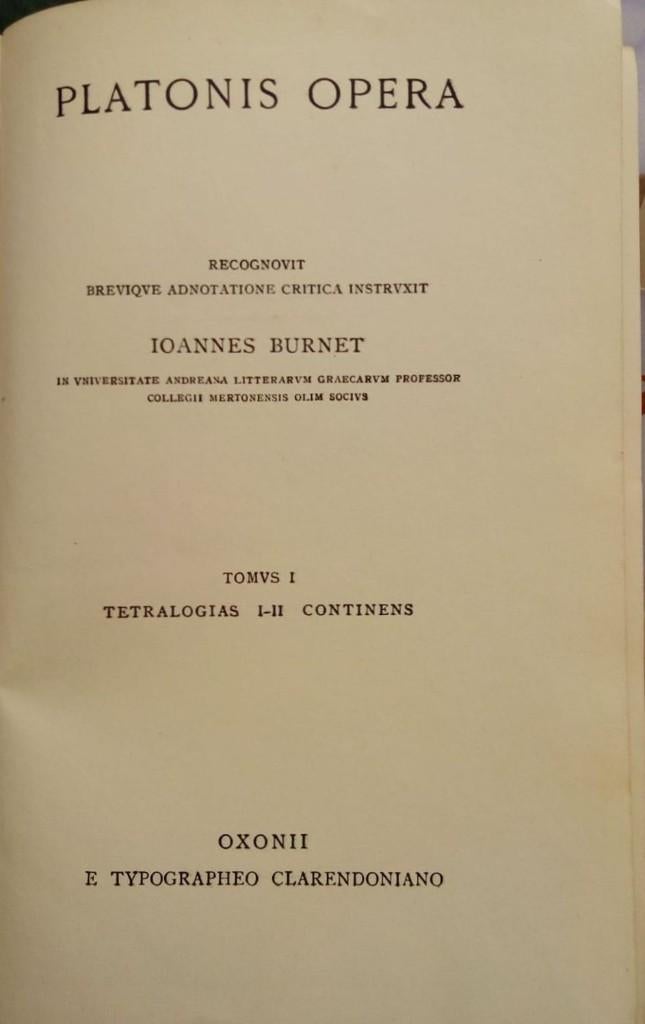 PLATONIS OPERA
RECOGNOVIT
BREVIQVE ADNOTATIONE CRITICA INSTRVXIT
IOANNES BURNET
IN VNIVERSITATE ANDREANA LITTERARVM GRAECARVM PROFESSOR
COLLEGII MERTONENSIS OLIM SOCIVS
TOMVS I
TETRALOGIAS I-II CONTINENS
OXONII
E TYPOGRAPHEO CLARENDONIANO